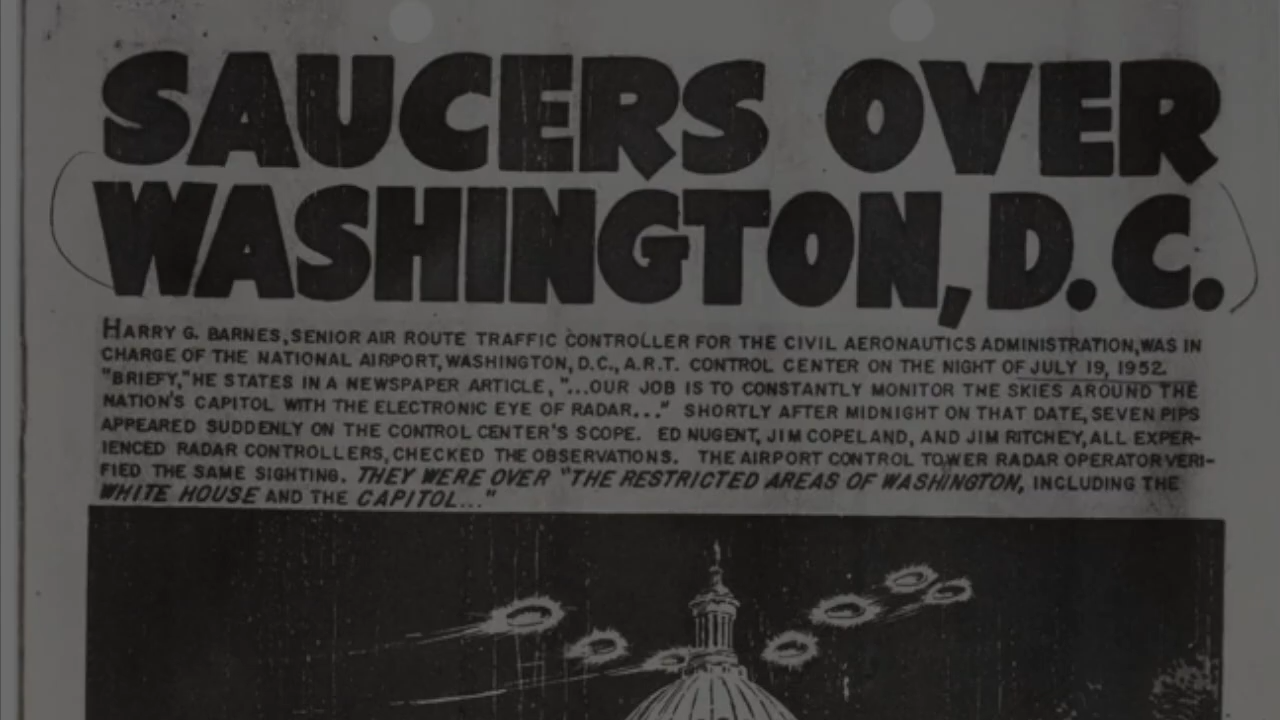 SAUCERS OVER
WASHINGTON, D.C.
HARRY G. BARNES, SENIOR AIR ROUTE TRAFFIC CONTROLLER FOR THE CIVIL AERONAUTICS ADMINISTRATION, WAS IN
CHARGE OF THE NATIONAL AIRPORT, WASHINGTON, D.C., A.R.T. CONTROL CENTER ON THE NIGHT OF JULY 19, 1952.
"BRIEFY," HE STATES IN A NEWSPAPER ARTICLE, "...OUR JOB IS TO CONSTANTLY MONITOR THE SKIES AROUND THE
NATION'S CAPITOL WITH THE ELECTRONIC EYE OF RADAR..." SHORTLY AFTER MIDNIGHT ON THAT DATE, SEVEN PIPS
APPEARED SUDDENLY ON THE CONTROL CENTER'S SCOPE. ED NUGENT, JIM COPELAND, AND JIM RITCHEY, ALL EXPER-
IENCED RADAR CONTROLLERS, CHECKED THE OBSERVATIONS. THE AIRPORT CONTROL TOWER RADAR OPERATOR VERI-
FIED THE SAME SIGHTING. THEY WERE OVER "THE RESTRICTED AREAS OF WASHINGTON, INCLUDING THE
WHITE HOUSE AND THE CAPITOL..."